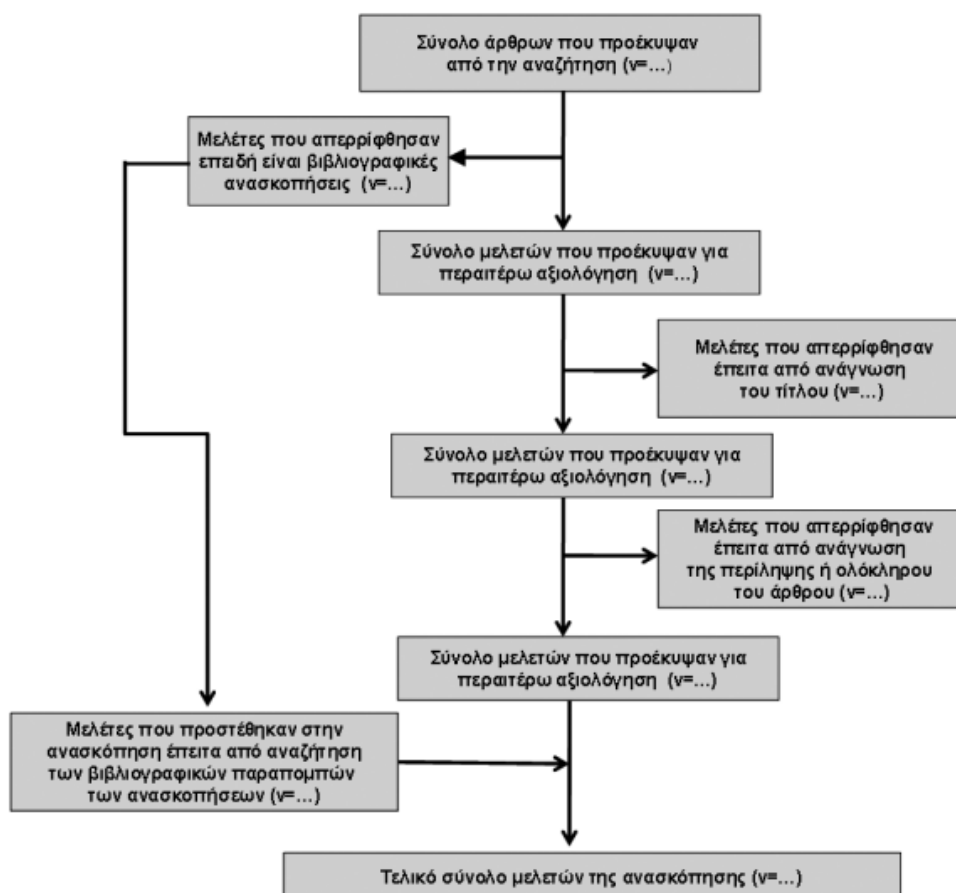 Σύνολο άρθρων που προέκυψαν
από την αναζήτηση (ν=…)
Μελέτες που απερρίφθησαν
επειδή είναι βιβλιογραφικές
ανασκοπήσεις (ν=…)
Σύνολο μελετών που προέκυψαν για
περαιτέρω αξιολόγηση (ν=…)
Μελέτες που απερρίφθησαν
έπειτα από ανάγνωση
του τίτλου (ν=…)
Σύνολο μελετών που προέκυψαν για
περαιτέρω αξιολόγηση (ν=…)
Μελέτες που απερρίφθησαν
έπειτα από ανάγνωση
της περίληψης ή ολόκληρου
του άρθρου (ν=…)
Σύνολο μελετών που προέκυψαν για
περαιτέρω αξιολόγηση (ν=…)
Μελέτες που προστέθηκαν στην
ανασκόπηση έπειτα από αναζήτηση
των βιβλιογραφικών παραπομπών
των ανασκοπήσεων (ν=…)
Τελικό σύνολο μελετών της ανασκόπησης (ν=…)